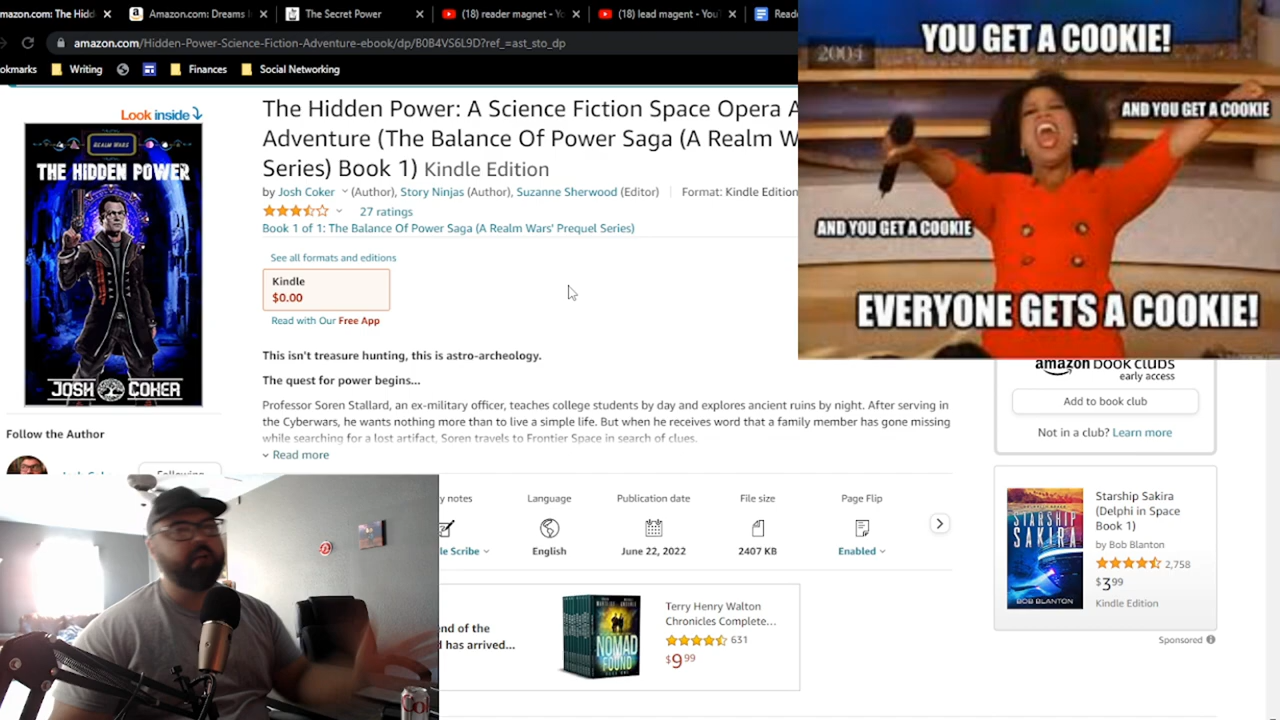 mazon.com: The Hidd
Amazon.com: Dreams I
The Secret Power
(18) reader magnet - Yo
(18) lead magent - YouT
Reade
amazon.com/Hidden-Power-Science-Fiction-Adventure-ebook/dp/B0B4VS6L9D?ref_=ast_sto_dp
okmarks
Writing
Finances
Social Networking
2004
YOU GET A COOKIE!
AND YOU GET A COOKIE
AND YOU GET A COOKIE
EVERYONE GETS A COOKIE!
Look inside
REALM WARS
THE HIDDEN POWER
JOSH COKER
The Hidden Power: A Science Fiction Space Opera A
Adventure (The Balance Of Power Saga (A Realm W
Series) Book 1) Kindle Edition
by Josh Coker (Author), Story Ninjas (Author), Suzanne Sherwood (Editor) | Format: Kindle Edition
27 ratings
Book 1 of 1: The Balance Of Power Saga (A Realm Wars' Prequel Series)
See all formats and editions
Kindle
$0.00
Read with Our Free App
This isn't treasure hunting, this is astro-archeology.
The quest for power begins...
Professor Soren Stallard, an ex-military officer, teaches college students by day and explores ancient ruins by night. After serving in
the Cyberwars, he wants nothing more than to live a simple life. But when he receives word that a family member has gone missing
while searching for a lost artifact, Soren travels to Frontier Space in search of clues.
Read more
Follow the Author
Following
amazon book clubs
early access
Add to book club
Not in a club? Learn more
y notes
le Scribe
Language
English
Publication date
June 22, 2022
File size
2407 KB
Page Flip
Enabled
STARSHIP
SAKIRA
BOB BLANTON
Starship Sakira
(Delphi in Space
Book 1)
by Bob Blanton
2,758
$3 99
Kindle Edition
Sponsored
nd of the
has arrived...
NOMAD
FOUND
Terry Henry Walton
Chronicles Complete...
631
$9 99